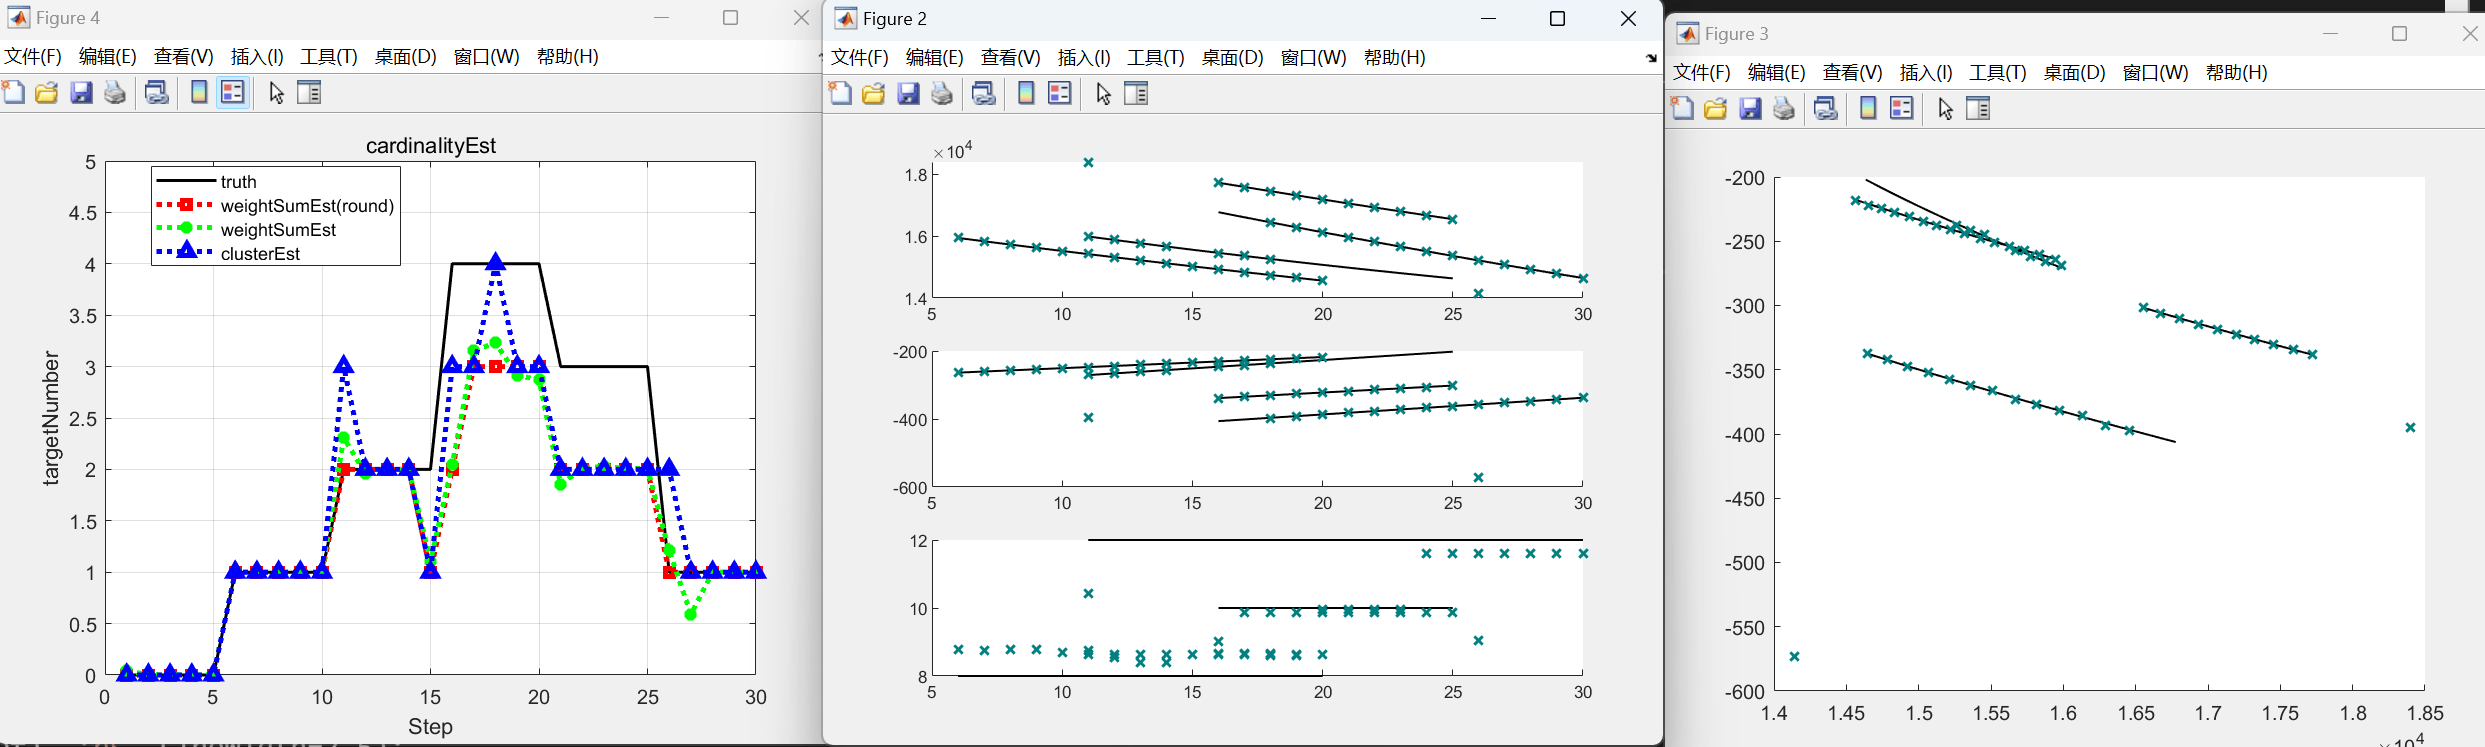 Figure 4
文件(F) 编辑(E) 查看(V) 插入(I) 工具(T) 桌面(D) 窗口(W) 帮助(H)
cardinalityEst
truth
weightSumEst(round)
weightSumEst
clusterEst
5
4.5
4
3.5
3
2.5
2
1.5
1
0.5
0
targetNumber
0 5 10 15 20 25 30
Step
Figure 2
文件(F) 编辑(E) 查看(V) 插入(I) 工具(T) 桌面(D) 窗口(W) 帮助(H)
×10⁴
1.8
1.6
1.4
5 10 15 20 25 30
-200
-400
-600
5 10 15 20 25 30
12
10
8
5 10 15 20 25 30
Figure 3
文件(F) 编辑(E) 查看(V) 插入(I) 工具(T) 桌面(D) 窗口(W) 帮助(H)
-200
-250
-300
-350
-400
-450
-500
-550
-600
1.4 1.45 1.5 1.55 1.6 1.65 1.7 1.75 1.8 1.85
×10⁴